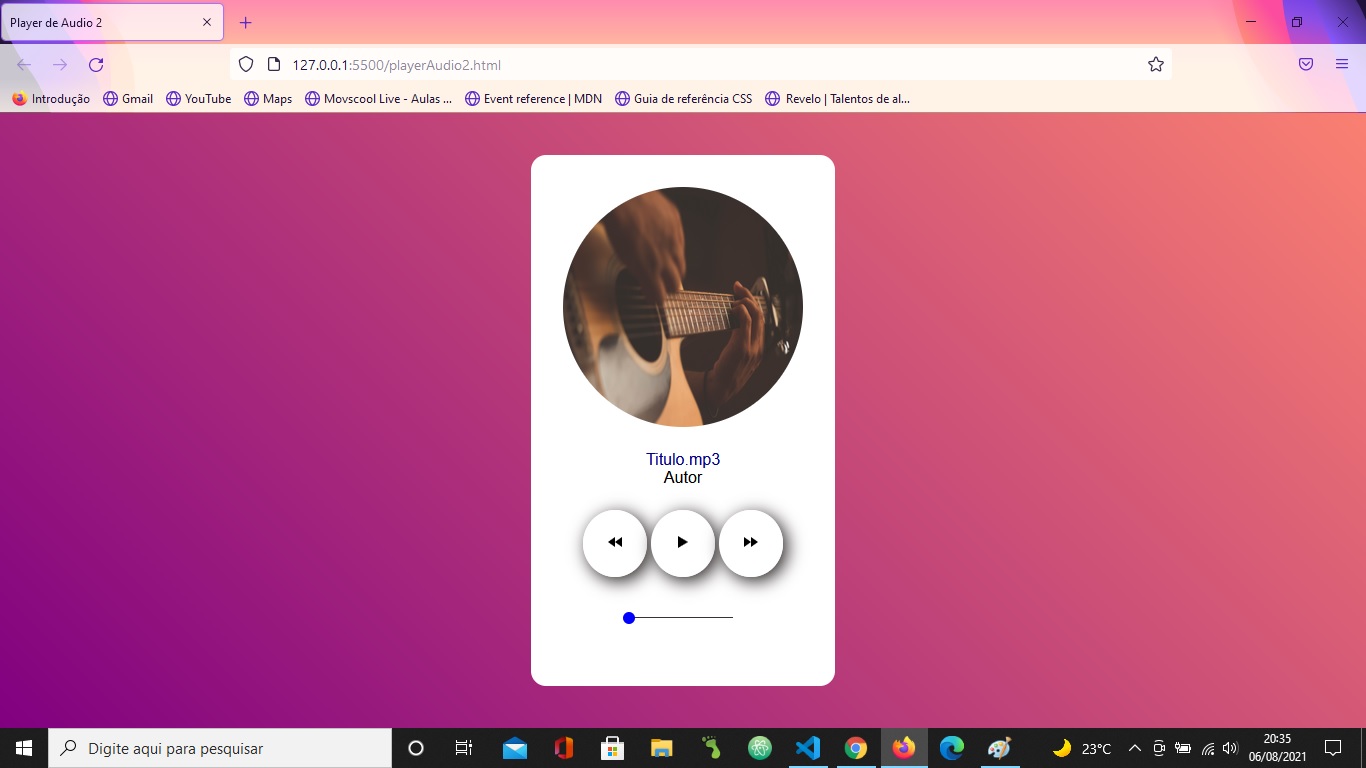 Player de Audio 2
127.0.0.1:5500/playerAudio2.html
Introdução Gmail YouTube Maps Movscool Live - Aulas ... Event reference | MDN Guia de referência CSS Revelo | Talentos de al...
Titulo.mp3
Autor
Digite aqui para pesquisar
23°C
20:35
06/08/2021